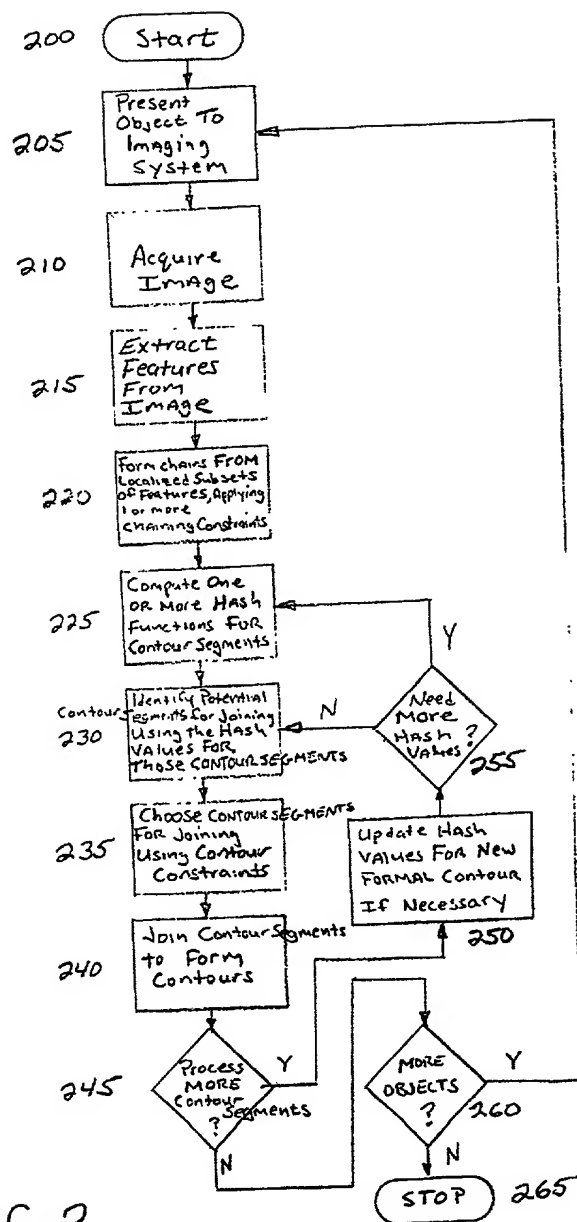 200
Start
205
Present
Object To
Imaging
System
210
Acquire
Image
215
Extract
Features
From
Image
220
Form chains From
Localized Subsets
of Features, Applying
1 or more
chaining Constraints
225
Compute One
OR More Hash
Functions For
Contour Segments
Contour
230
Identify Potential
Segments for Joining
Using the Hash
Values For
Those CONTOUR SEGMENTS
235
Choose CONTOUR SEGMENTS
FOR Joining
Using Contour
Constraints
240
Join Contour Segments
to Form
Contours
245
Process
MORE
Contour
Segments
?
Y
N
Y
Need
More
Hash
Values?
N
255
Update Hash
Values For New
FORMAL Contour
If Necessary
250
MORE
OBJECTS
?
260
Y
N
STOP
265